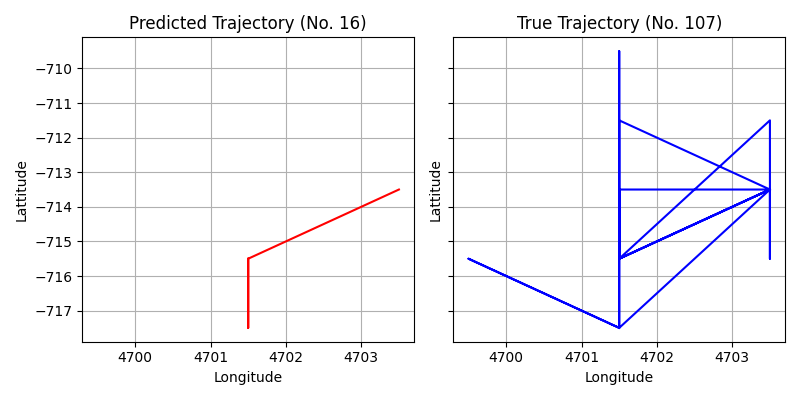 Predicted Trajectory (No. 16)
True Trajectory (No. 107)
Lattitude
−710
−711
−712
−713
−714
−715
−716
−717
4700
4701
4702
4703
Longitude
Lattitude
4700
4701
4702
4703
Longitude